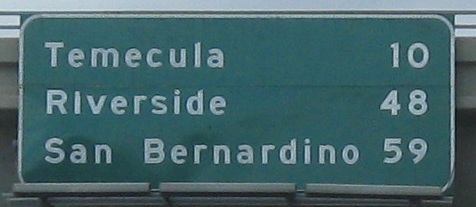 Temecula 10
Riverside 48
San Bernardino 59